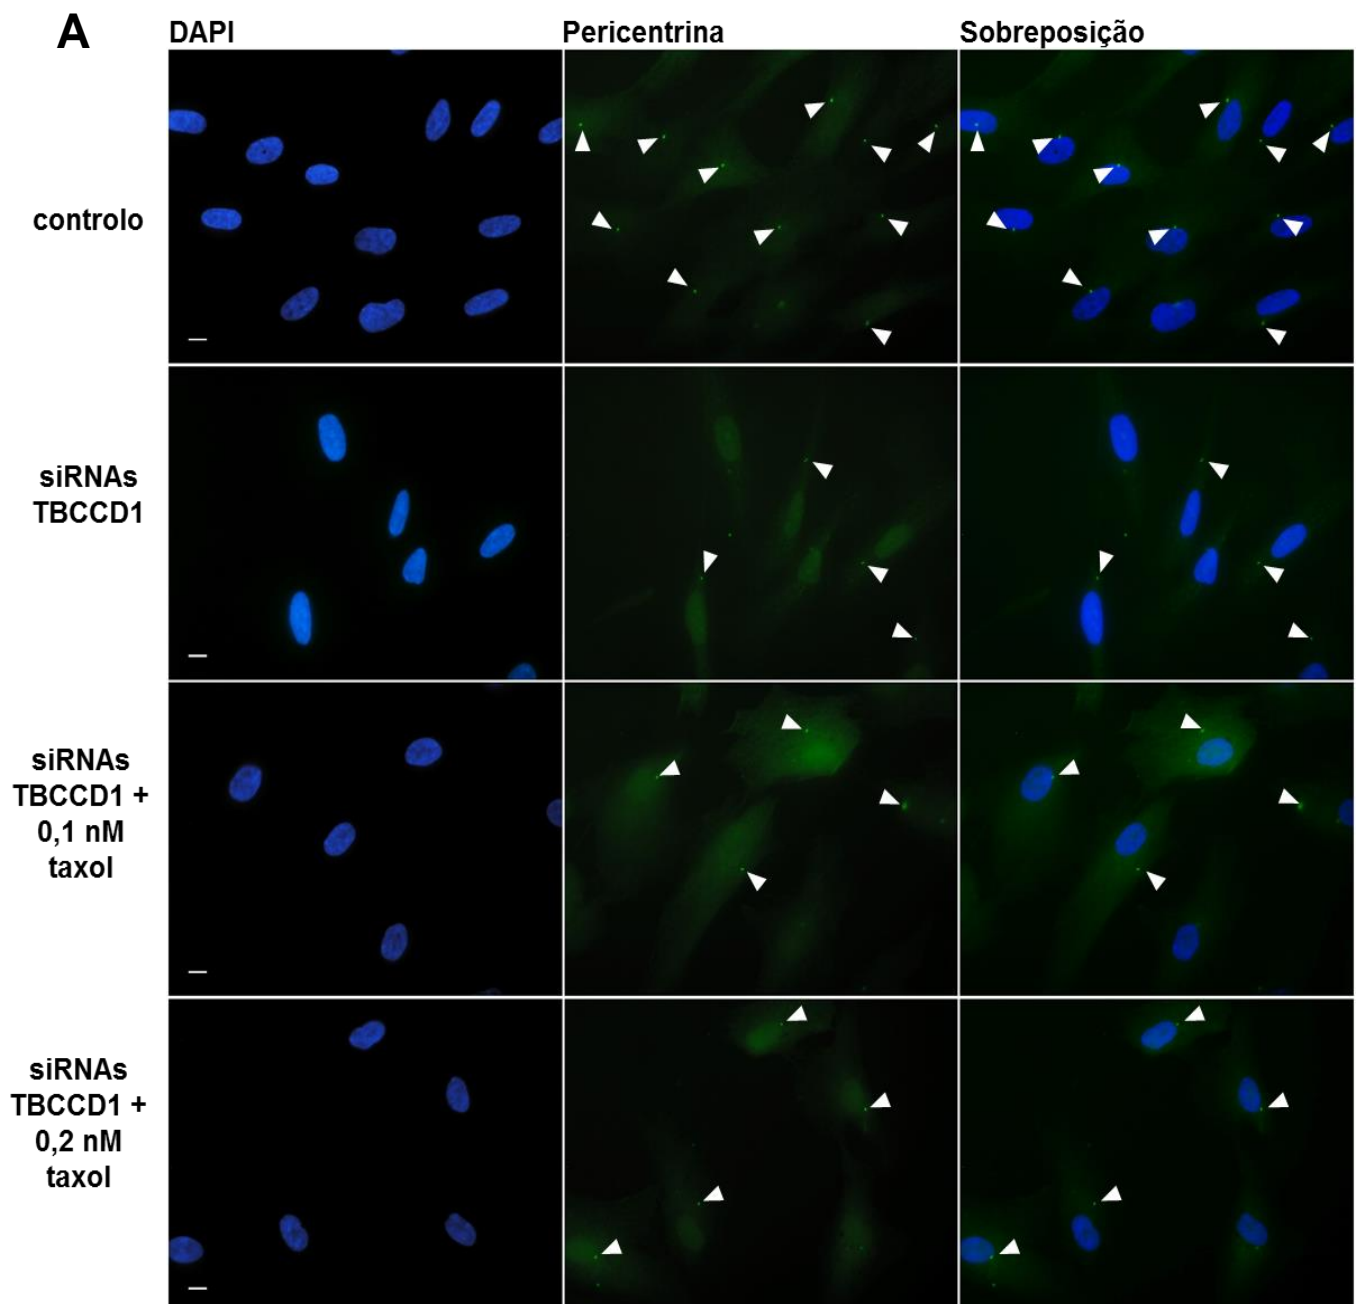 A
DAPI
Pericentrina
Sobreposição
controlo
siRNAs
TBCCD1
siRNAs
TBCCD1 +
0,1 nM
taxol
siRNAs
TBCCD1 +
0,2 nM
taxol